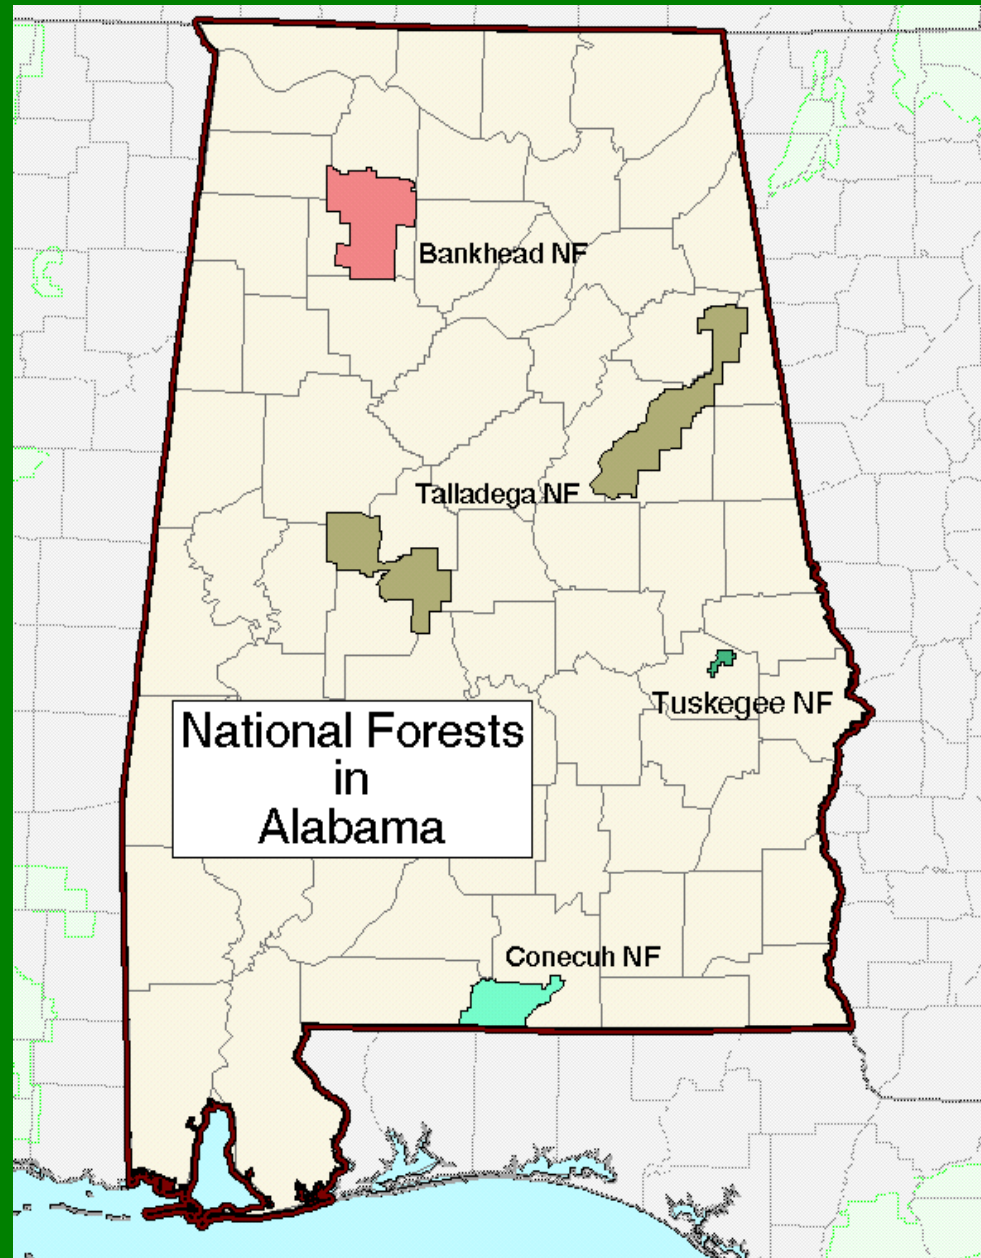 Bankhead NF
Talladega NF
Tuskegee NF
National Forests
in
Alabama
Conecuh NF